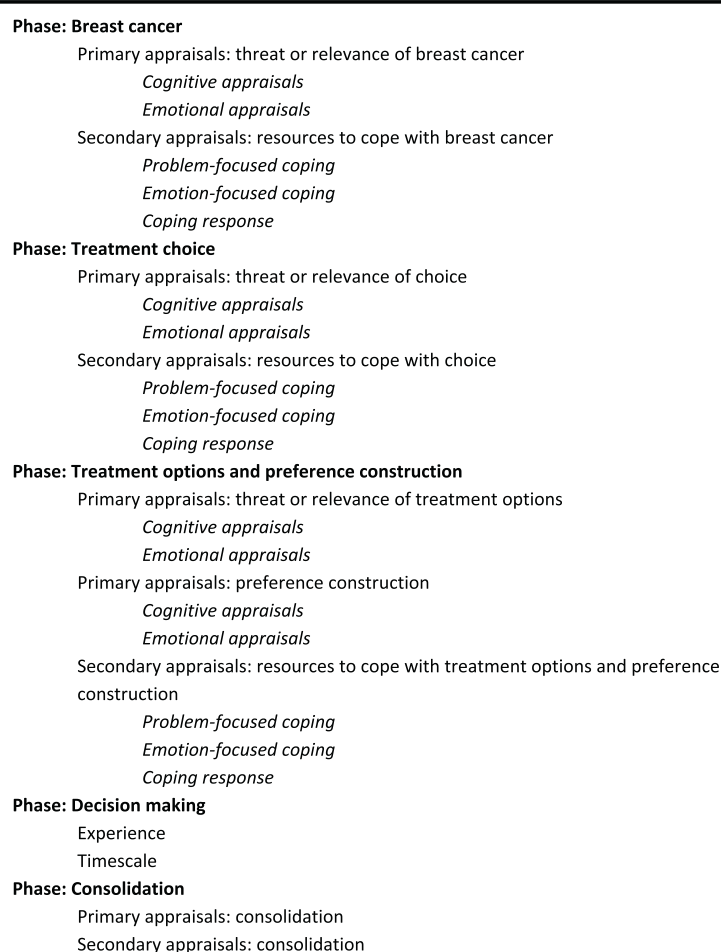 Phase: Breast cancer
Primary appraisals: threat or relevance of breast cancer
Cognitive appraisals
Emotional appraisals
Secondary appraisals: resources to cope with breast cancer
Problem-focused coping
Emotion-focused coping
Coping response
Phase: Treatment choice
Primary appraisals: threat or relevance of choice
Cognitive appraisals
Emotional appraisals
Secondary appraisals: resources to cope with choice
Problem-focused coping
Emotion-focused coping
Coping response
Phase: Treatment options and preference construction
Primary appraisals: threat or relevance of treatment options
Cognitive appraisals
Emotional appraisals
Primary appraisals: preference construction
Cognitive appraisals
Emotional appraisals
Secondary appraisals: resources to cope with treatment options and preference
construction
Problem-focused coping
Emotion-focused coping
Coping response
Phase: Decision making
Experience
Timescale
Phase: Consolidation
Primary appraisals: consolidation
Secondary appraisals: consolidation